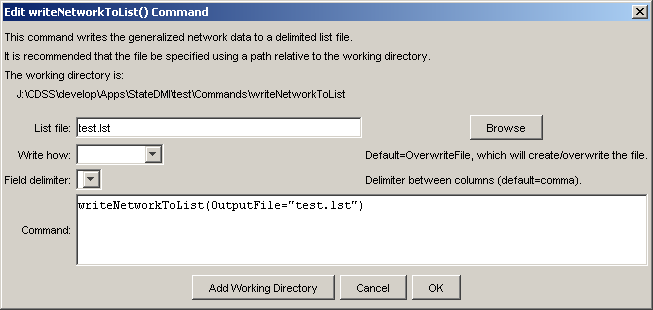 Edit writeNetworkToList() Command
This command writes the generalized network data to a delimited list file.
It is recommended that the file be specified using a path relative to the working directory.
The working directory is:
J:\CDSS\develop\Apps\StateDMI\test\Commands\writeNetworkToList
List file: test.lst Browse
Write how: Default=OverwriteFile, which will create/overwrite the file.
Field delimiter: Delimiter between columns (default=comma).
writeNetworkToList(OutputFile="test.lst")
Command:
Add Working Directory Cancel OK